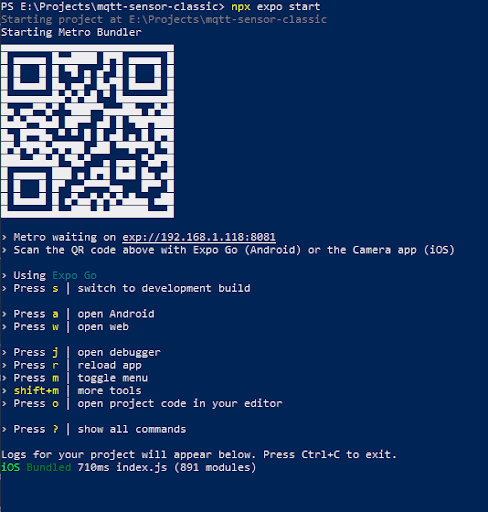 PS E:\Projects\mqtt-sensor-classic> npx expo start
Starting project at E:\Projects\mqtt-sensor-classic
Starting Metro Bundler
› Metro waiting on exp://192.168.1.118:8081
› Scan the QR code above with Expo Go (Android) or the Camera app (iOS)
› Using Expo Go
› Press s | switch to development build
› Press a | open Android
› Press w | open web
› Press j | open debugger
› Press r | reload app
› Press m | toggle menu
› shift+m | more tools
› Press o | open project code in your editor
› Press ? | show all commands
Logs for your project will appear below. Press Ctrl+C to exit.
iOS Bundled 710ms index.js (891 modules)